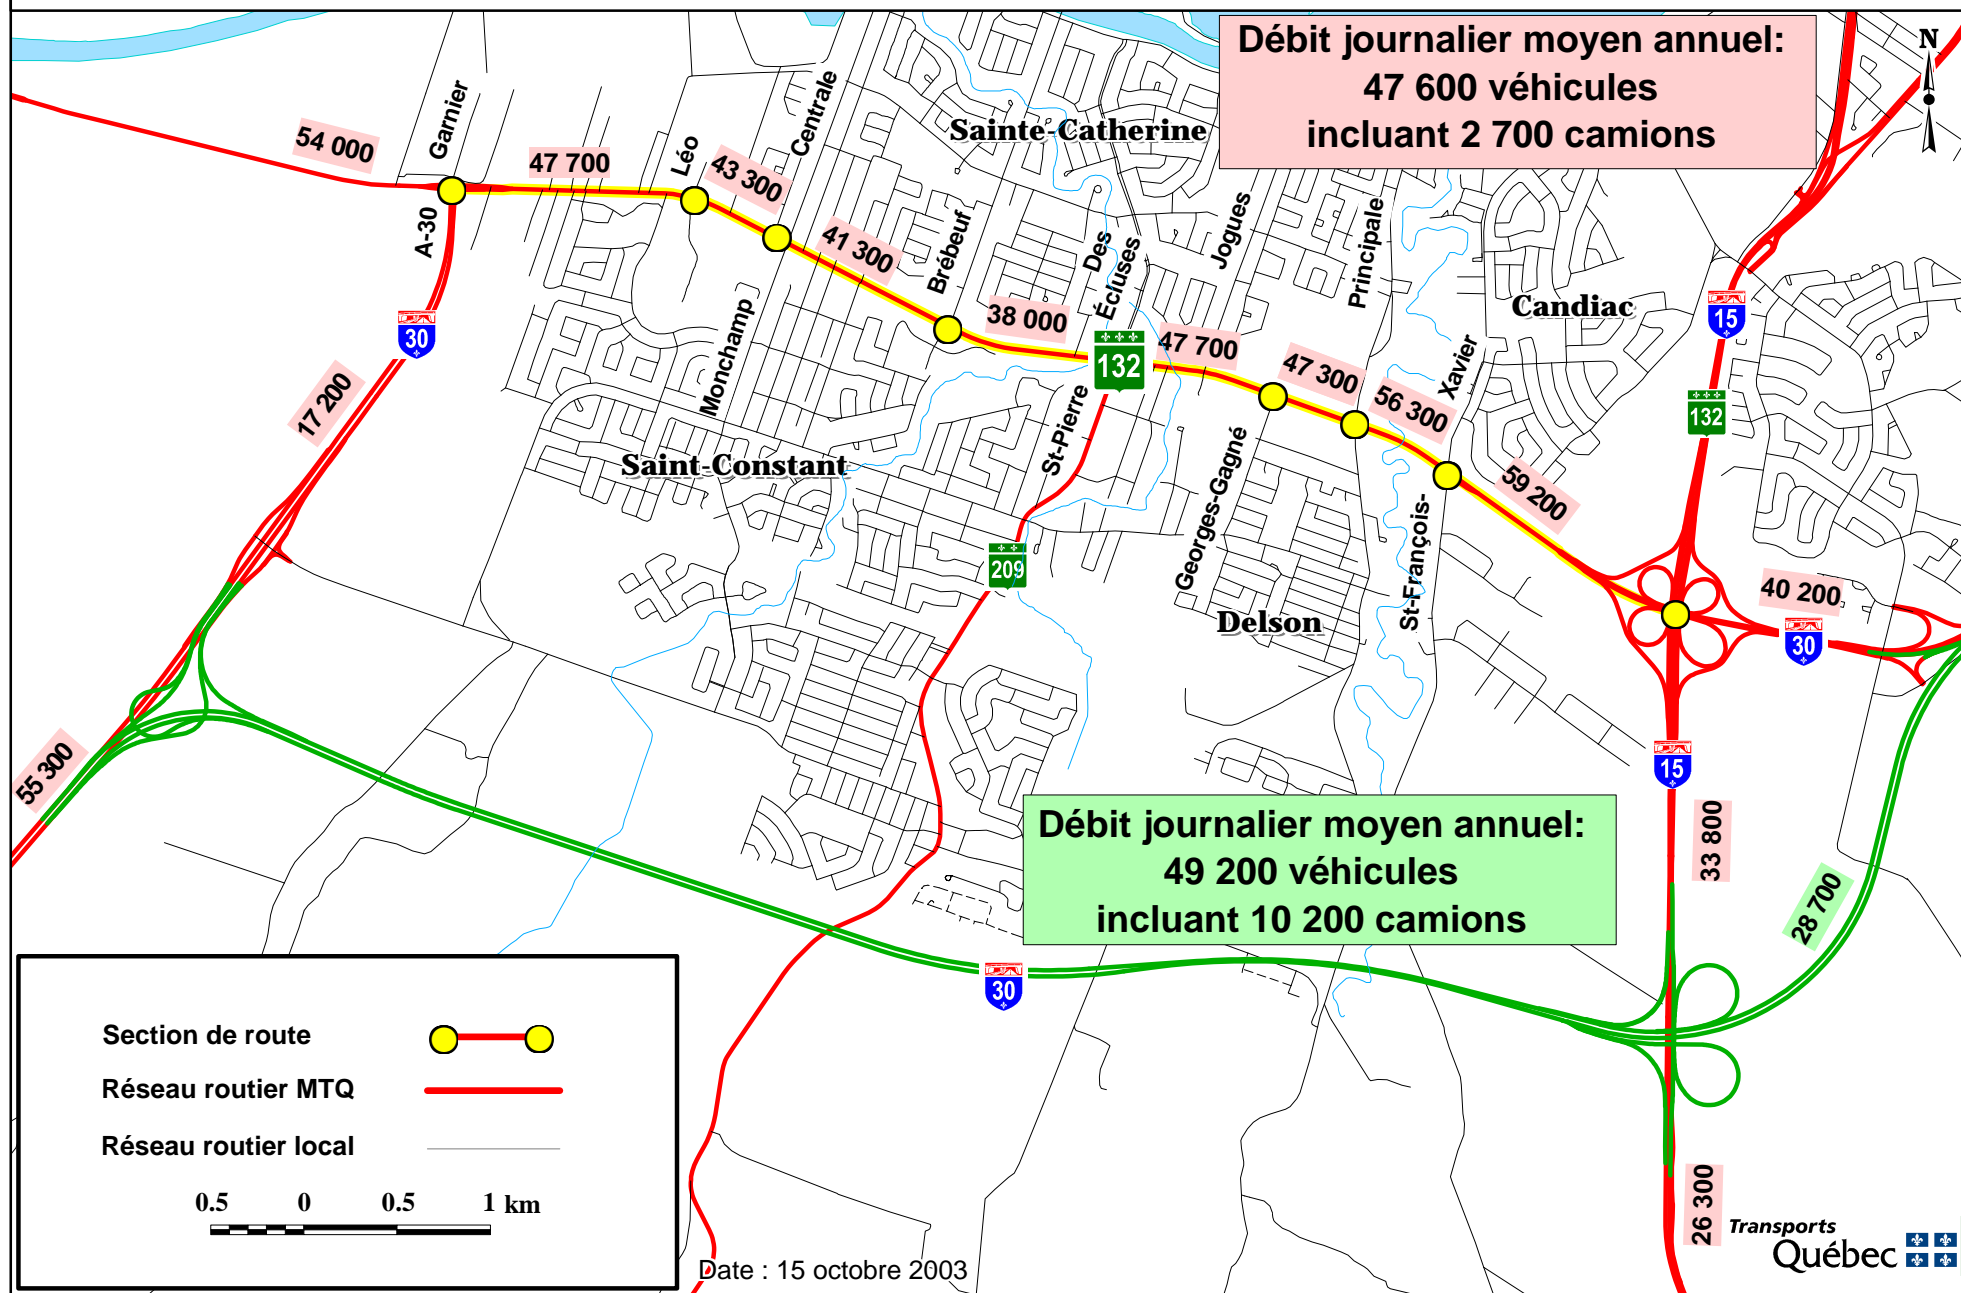 Débit journalier moyen annuel:
47 600 véhicules
incluant 2 700 camions
N
54 000
Garnier
47 700
Léo
43 300
Centrale
Sainte-Catherine
A-30
41 300
Brébeuf
Des
Écluses
Jogues
Principale
Candiac
15
30
38 000
132
47 700
47 300
56 300
Xavier
132
17 200
Monchamp
St-Pierre
Saint-Constant
Georges-Gagné
59 200
St-François-
209
Delson
40 200
30
55 300
15
33 800
Débit journalier moyen annuel:
49 200 véhicules
incluant 10 200 camions
28 700
30
Section de route
Réseau routier MTQ
Réseau routier local
0.5 0 0.5 1 km
26 300
Date : 15 octobre 2003
Transports
Québec